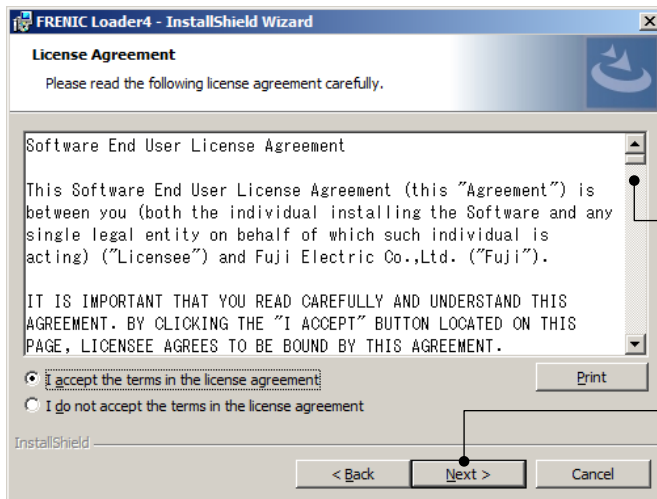 FRENIC Loader4 - InstallShield Wizard
License Agreement
Please read the following license agreement carefully.
Software End User License Agreement
This Software End User License Agreement (this "Agreement") is
between you (both the individual installing the Software and any
single legal entity on behalf of which such individual is
acting) ("Licensee") and Fuji Electric Co.,Ltd. ("Fuji").
IT IS IMPORTANT THAT YOU READ CAREFULLY AND UNDERSTAND THIS
AGREEMENT. BY CLICKING THE "I ACCEPT" BUTTON LOCATED ON THIS
PAGE, LICENSEE AGREES TO BE BOUND BY THIS AGREEMENT.
I accept the terms in the license agreement
Print
I do not accept the terms in the license agreement
InstallShield
< Back Next > Cancel